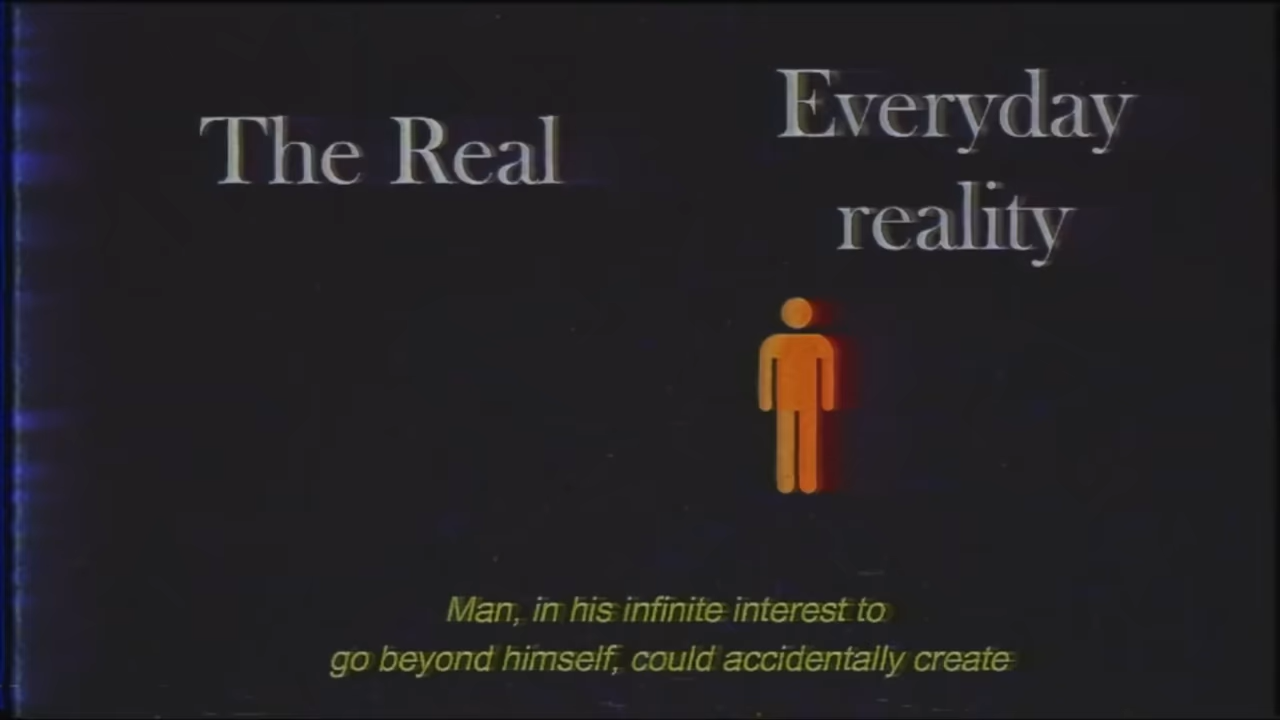 The Real
Everyday
reality
Man, in his infinite interest to
go beyond himself, could accidentally create